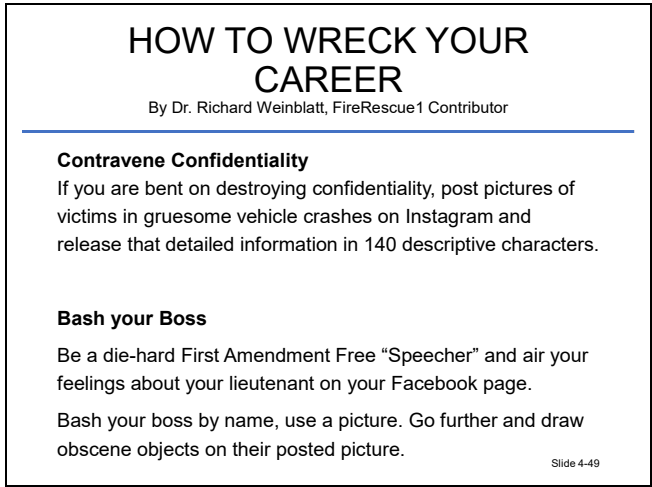 HOW TO WRECK YOUR
CAREER
By Dr. Richard Weinblatt, FireRescue1 Contributor
Contravene Confidentiality
If you are bent on destroying confidentiality, post pictures of
victims in gruesome vehicle crashes on Instagram and
release that detailed information in 140 descriptive characters.
Bash your Boss
Be a die-hard First Amendment Free “Speecher” and air your
feelings about your lieutenant on your Facebook page.
Bash your boss by name, use a picture. Go further and draw
obscene objects on their posted picture.
Slide 4-49